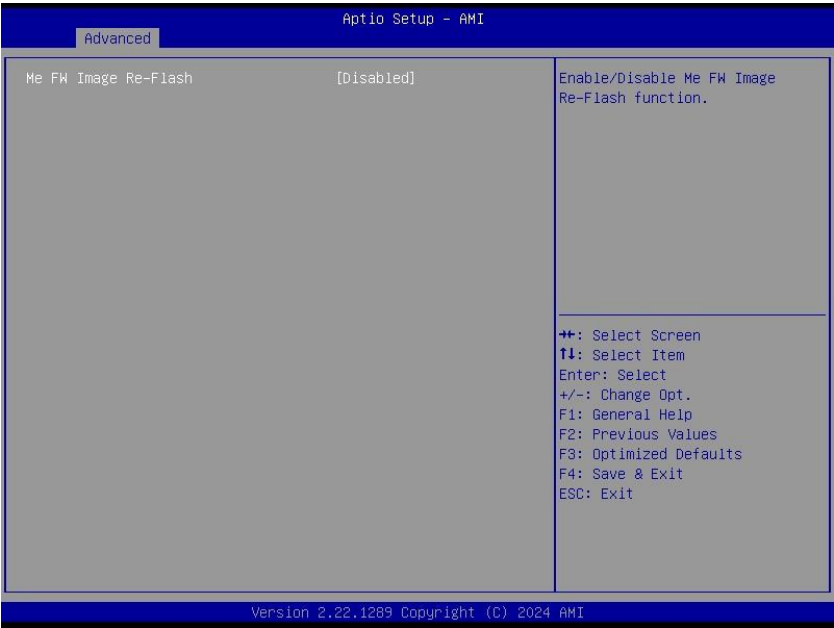 Aptio Setup – AMI
Advanced
Me FW Image Re–Flash [Disabled]
Enable/Disable Me FW Image
Re–Flash function.
→←: Select Screen
↑↓: Select Item
Enter: Select
+/–: Change Opt.
F1: General Help
F2: Previous Values
F3: Optimized Defaults
F4: Save & Exit
ESC: Exit
Version 2.22.1289 Copyright (C) 2024 AMI